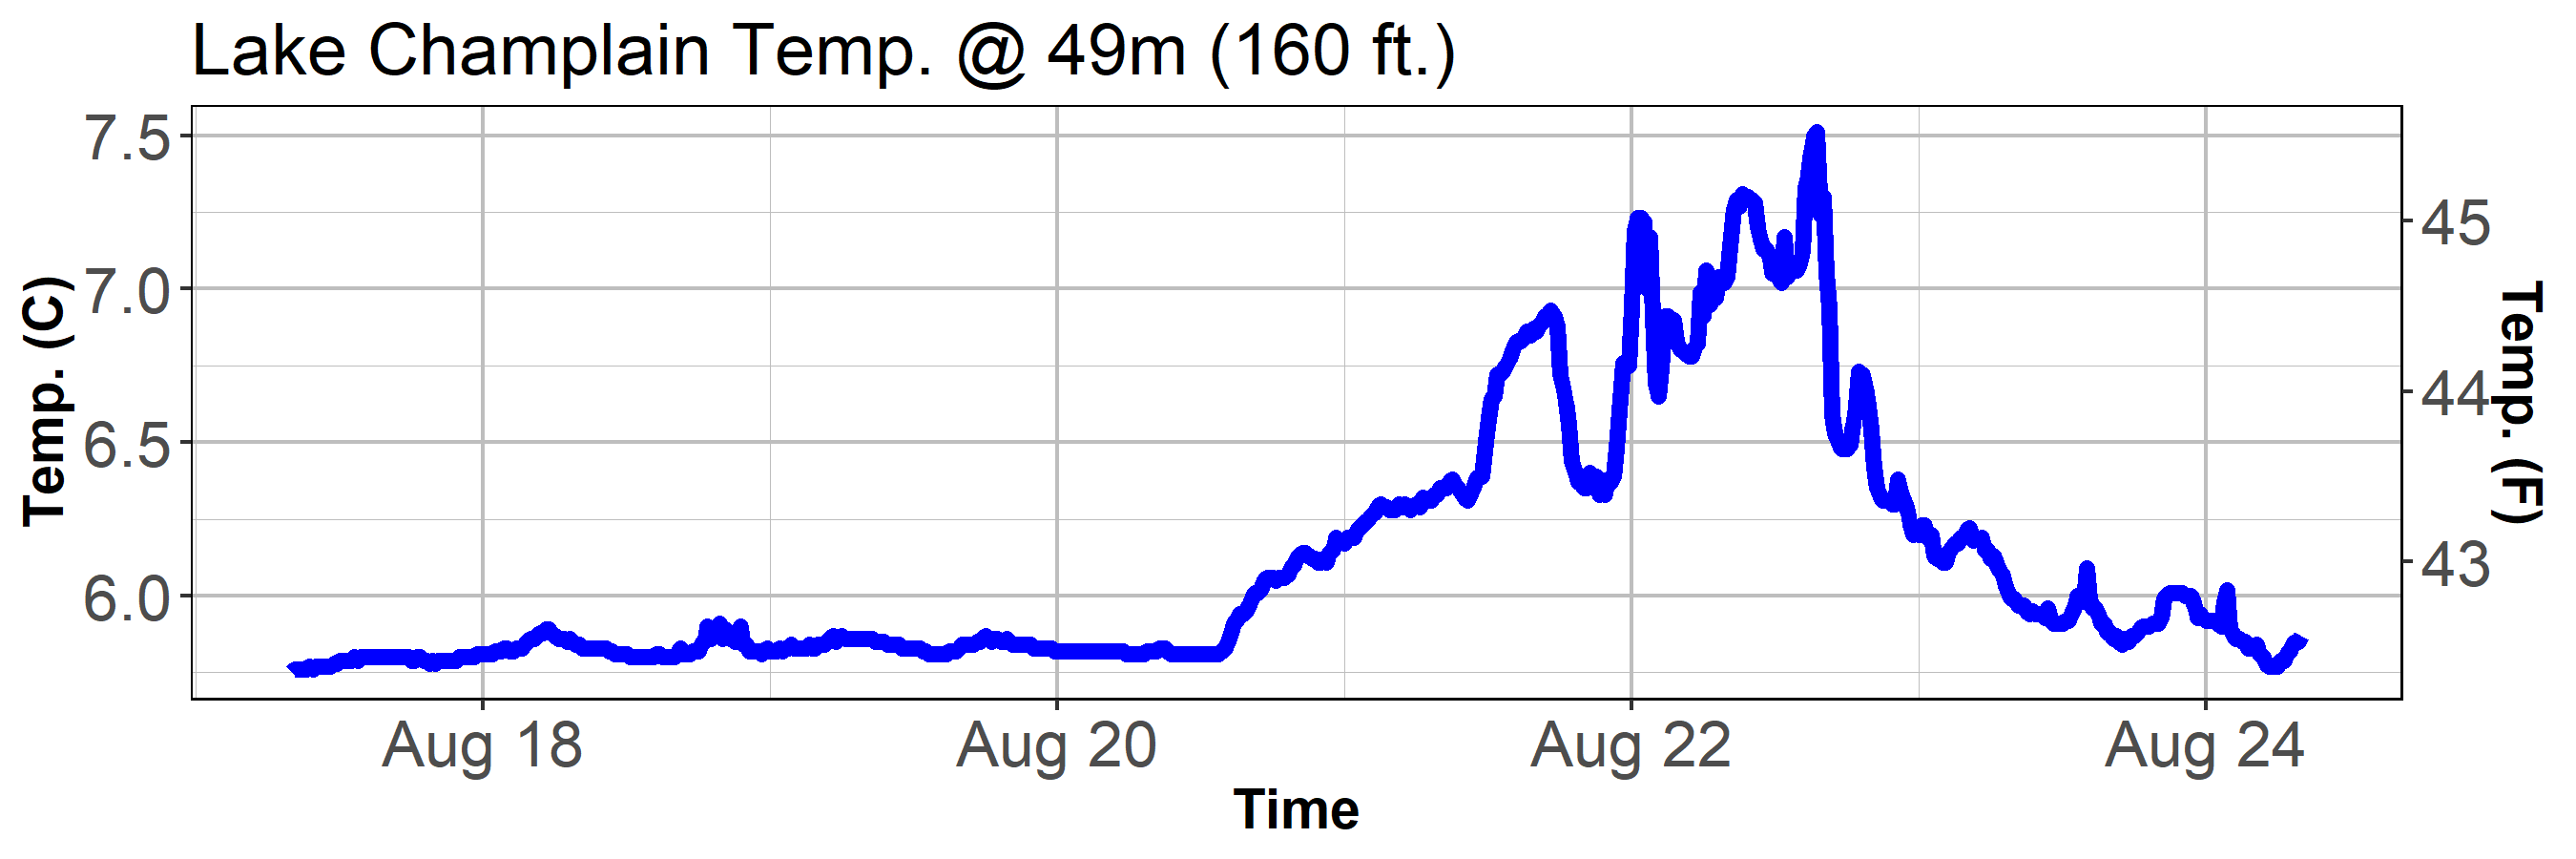 Lake Champlain Temp. @ 49m (160 ft.)
7.5
7.0
6.5
6.0
Temp. (C)
45
44
43
Temp. (F)
Aug 18 Aug 20 Aug 22 Aug 24
Time